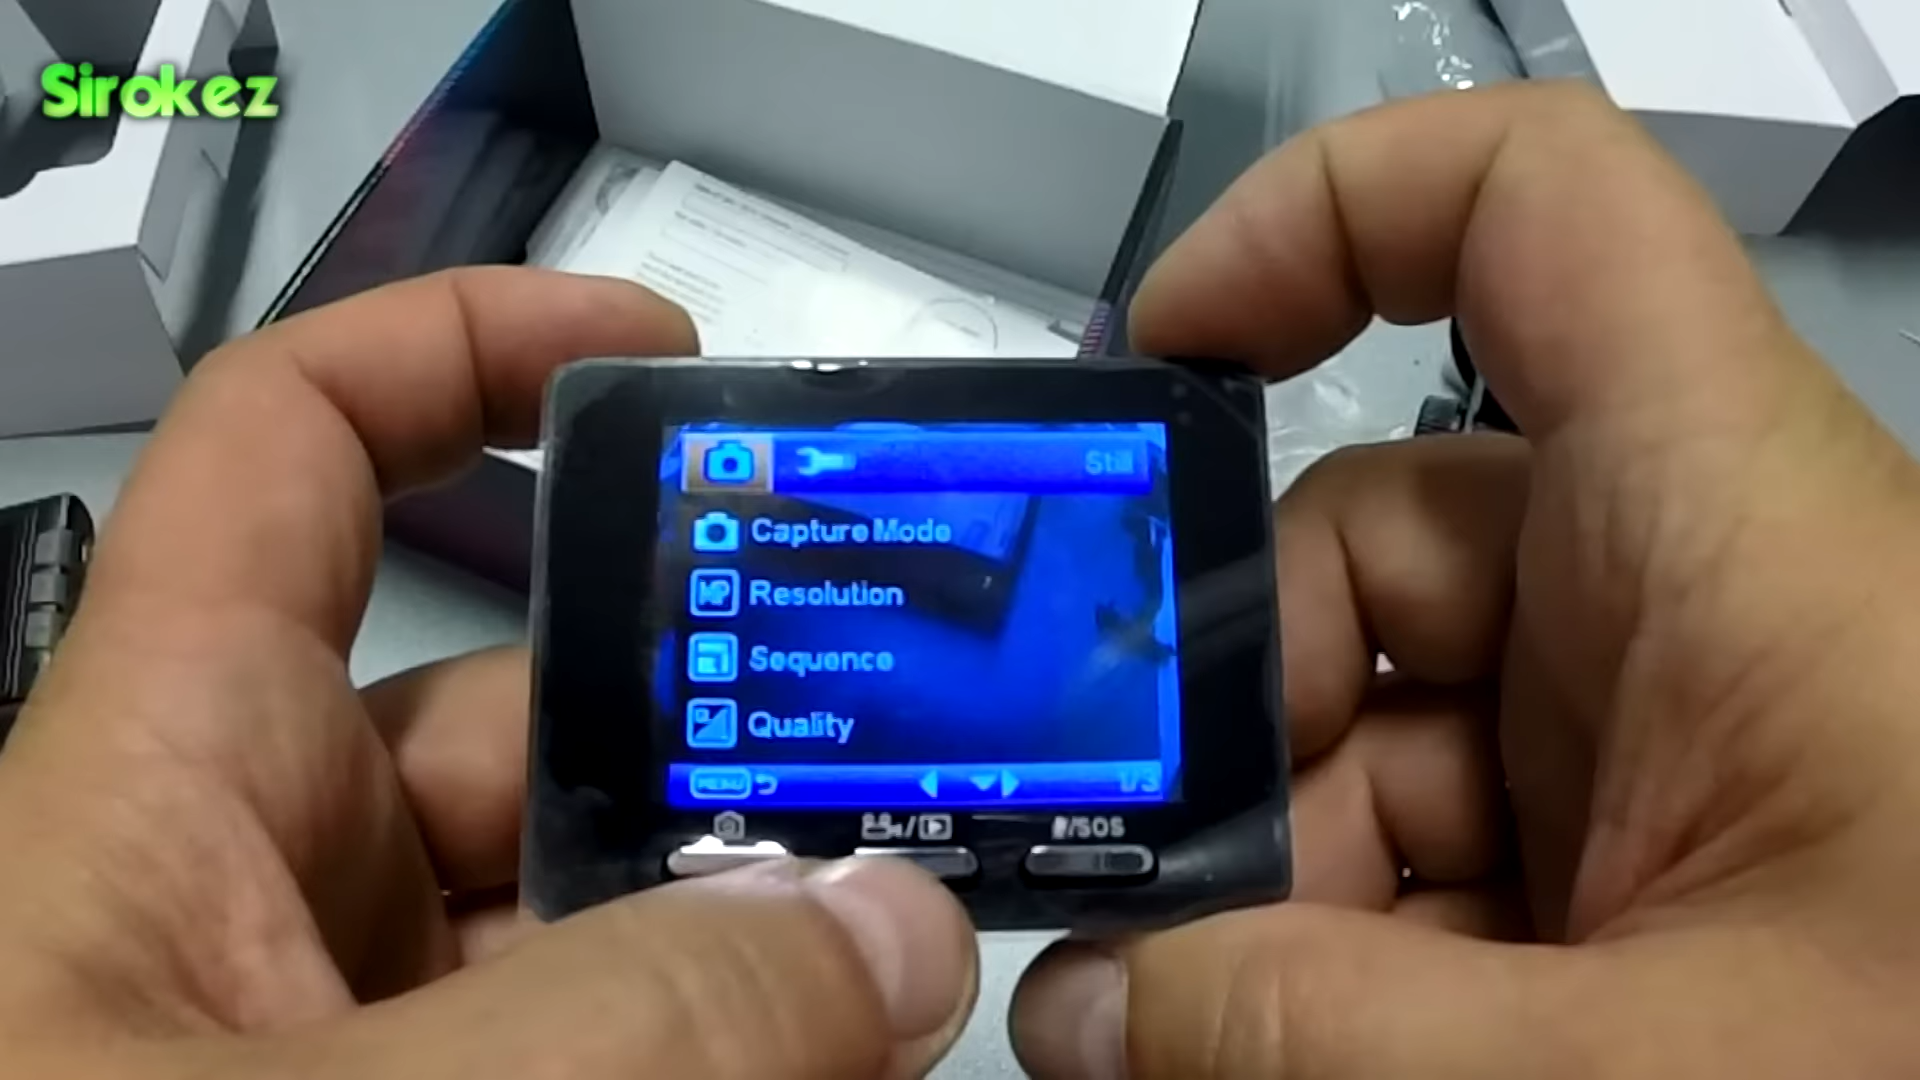 Sirokez
Still
Capture Mode
MP Resolution
Sequence
Quality
MENU 1/3
/SOS